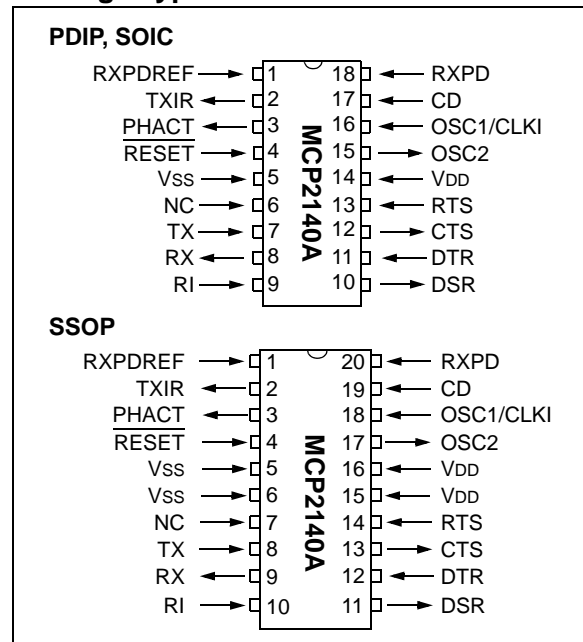 PDIP, SOIC
RXPDREF 1 18 RXPD
TXIR 2 17 CD
PHACT 3 16 OSC1/CLKI
RESET 4 15 OSC2
VSS 5 14 VDD
NC 6 13 RTS
TX 7 12 CTS
RX 8 11 DTR
RI 9 10 DSR
MCP2140A
SSOP
RXPDREF 1 20 RXPD
TXIR 2 19 CD
PHACT 3 18 OSC1/CLKI
RESET 4 17 OSC2
VSS 5 16 VDD
VSS 6 15 VDD
NC 7 14 RTS
TX 8 13 CTS
RX 9 12 DTR
RI 10 11 DSR
MCP2140A